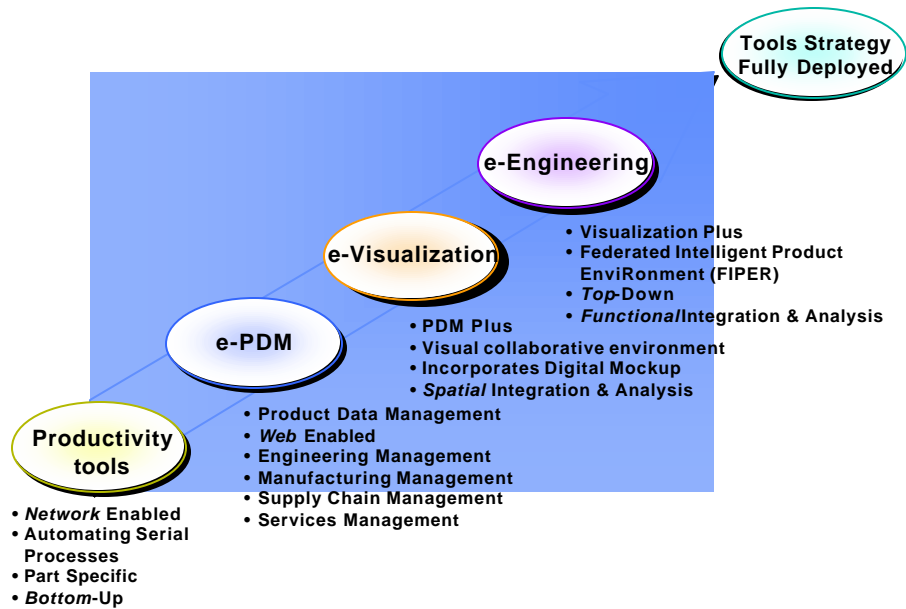 Tools Strategy
Fully Deployed
e-Engineering
• Visualization Plus
• Federated Intelligent Product
EnviRonment (FIPER)
• Top-Down
• FunctionalIntegration & Analysis
e-Visualization
• PDM Plus
• Visual collaborative environment
• Incorporates Digital Mockup
• Spatial Integration & Analysis
e-PDM
• Product Data Management
• Web Enabled
• Engineering Management
• Manufacturing Management
• Supply Chain Management
• Services Management
Productivity
tools
• Network Enabled
• Automating Serial
Processes
• Part Specific
• Bottom-Up